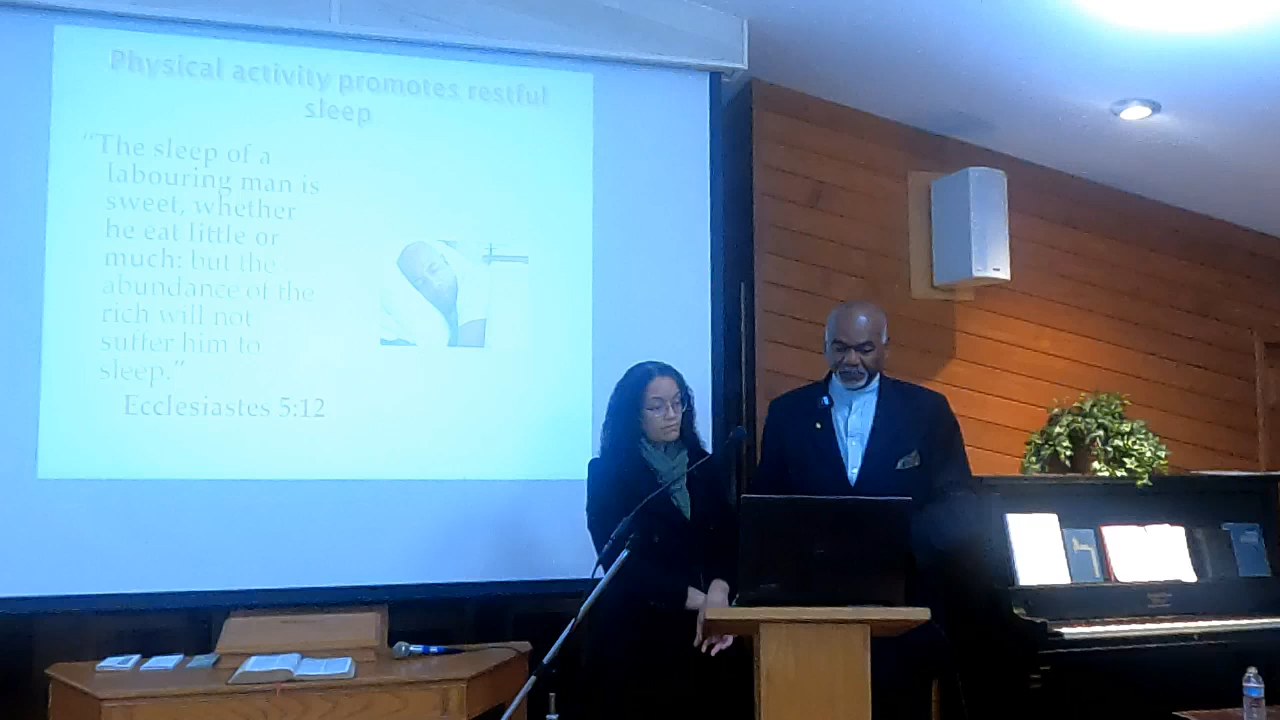 Physical activity promotes restful
sleep
“The sleep of a
labouring man is
sweet, whether
he eat little or
much: but the
abundance of the
rich will not
suffer him to
sleep.”
Ecclesiastes 5:12